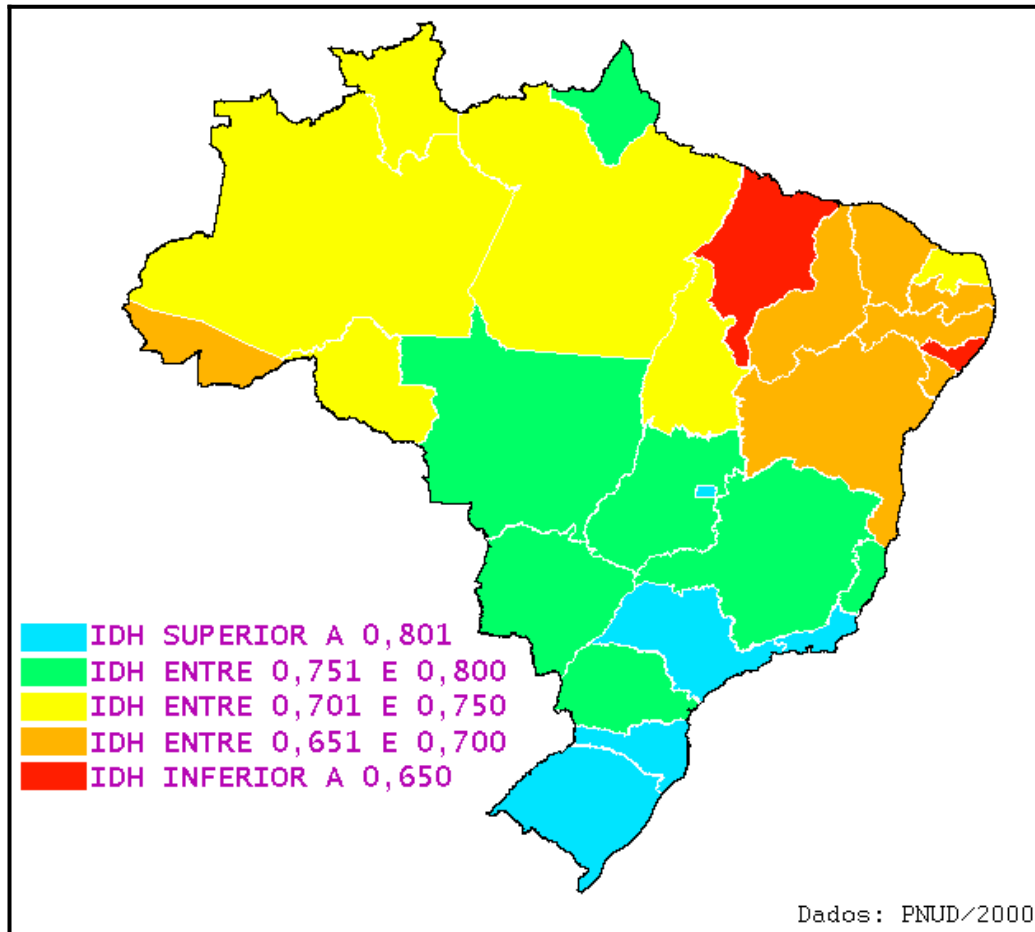 IDH SUPERIOR A 0,801
IDH ENTRE 0,751 E 0,800
IDH ENTRE 0,701 E 0,750
IDH ENTRE 0,651 E 0,700
IDH INFERIOR A 0,650
Dados: PNUD/2000